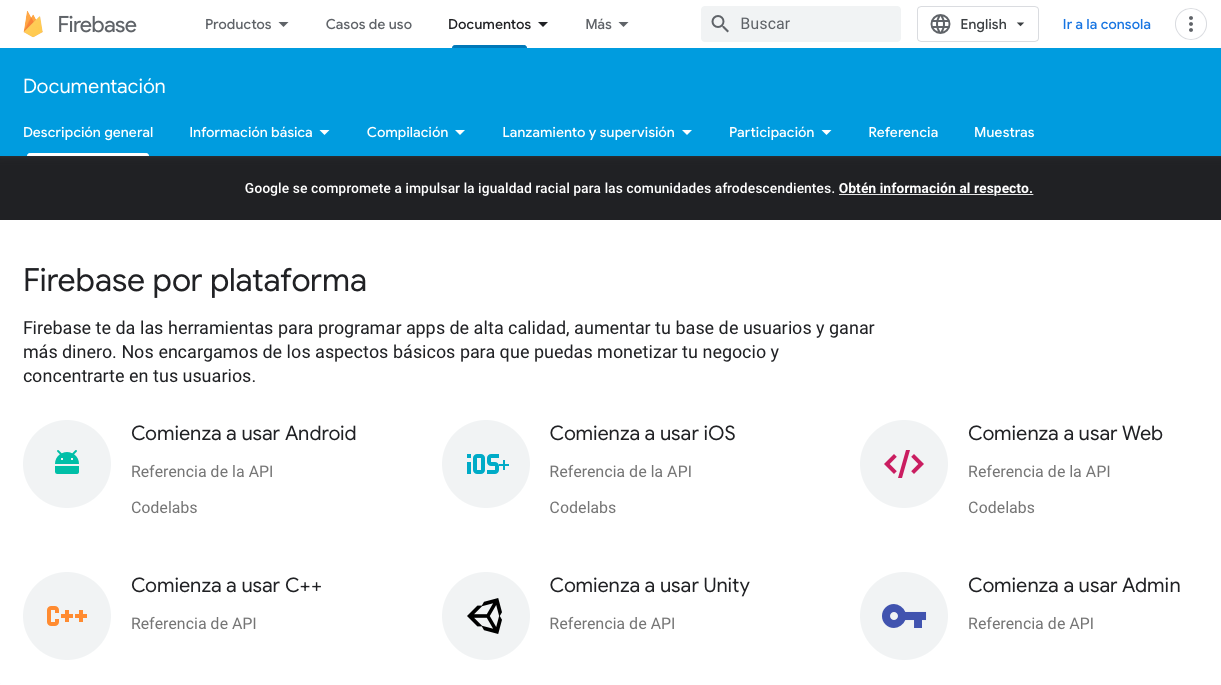 Firebase
Productos
Casos de uso
Documentos
Más
Buscar
English
Ir a la consola
Documentación
Descripción general
Información básica
Compilación
Lanzamiento y supervisión
Participación
Referencia
Muestras
Google se compromete a impulsar la igualdad racial para las comunidades afrodescendientes. Obtén información al respecto.
Firebase por plataforma
Firebase te da las herramientas para programar apps de alta calidad, aumentar tu base de usuarios y ganar
más dinero. Nos encargamos de los aspectos básicos para que puedas monetizar tu negocio y
concentrarte en tus usuarios.
Comienza a usar Android
Referencia de la API
Codelabs
iOS+
Comienza a usar iOS
Referencia de la API
Codelabs
</>
Comienza a usar Web
Referencia de la API
Codelabs
C++
Comienza a usar C++
Referencia de API
Comienza a usar Unity
Referencia de API
Comienza a usar Admin
Referencia de API